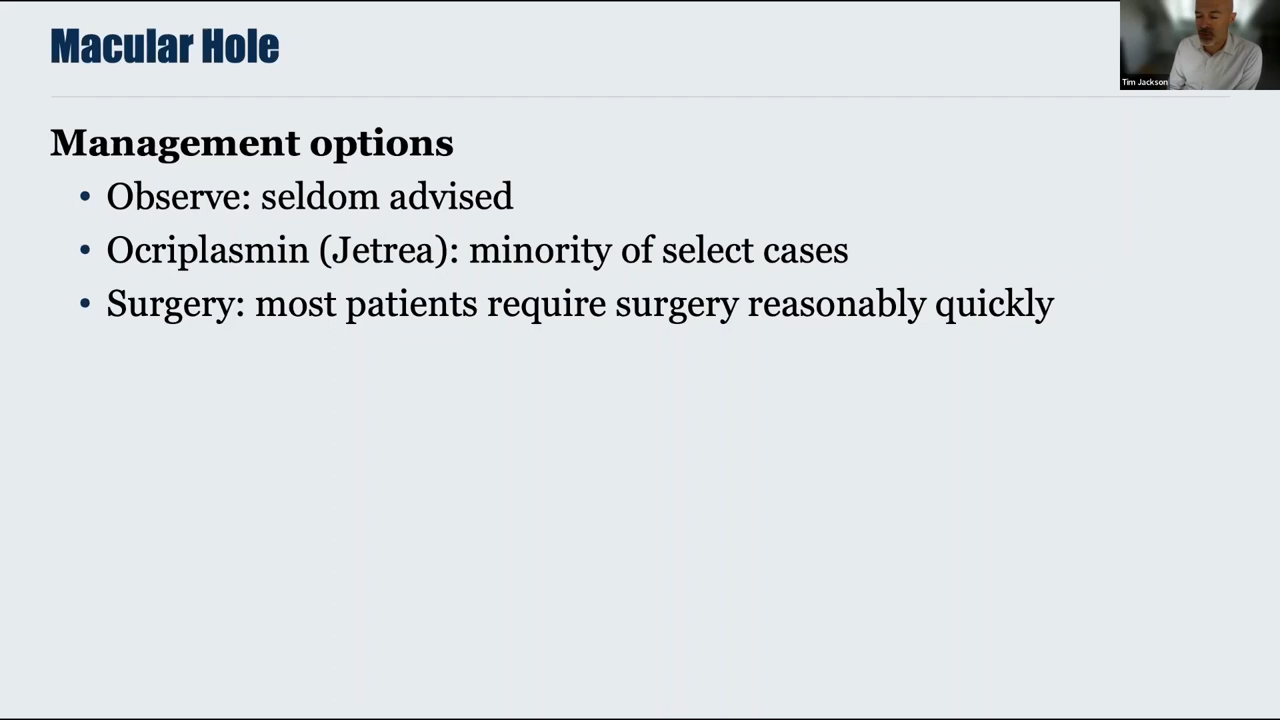 Macular Hole
Tim Jackson
Management options
• Observe: seldom advised
• Ocriplasmin (Jetrea): minority of select cases
• Surgery: most patients require surgery reasonably quickly